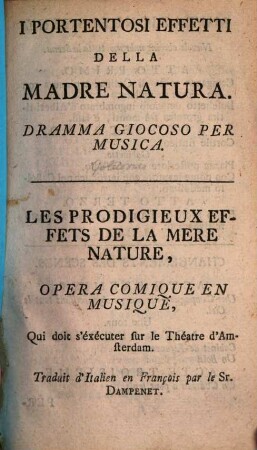 I PORTENTOSI EFFETTI
DELLA
MADRE NATURA.
DRAMMA GIOCOSO PER
MUSICA.
LES PRODIGIEUX EF-
FETS DE LA MERE
NATURE,
OPERA COMIQUE EN
MUSIQUE,
Qui doit s'éxécuter sur le Théatre d'Am-
sterdam.
Traduit d'Italien en François par le Sr.
DAMPENET.